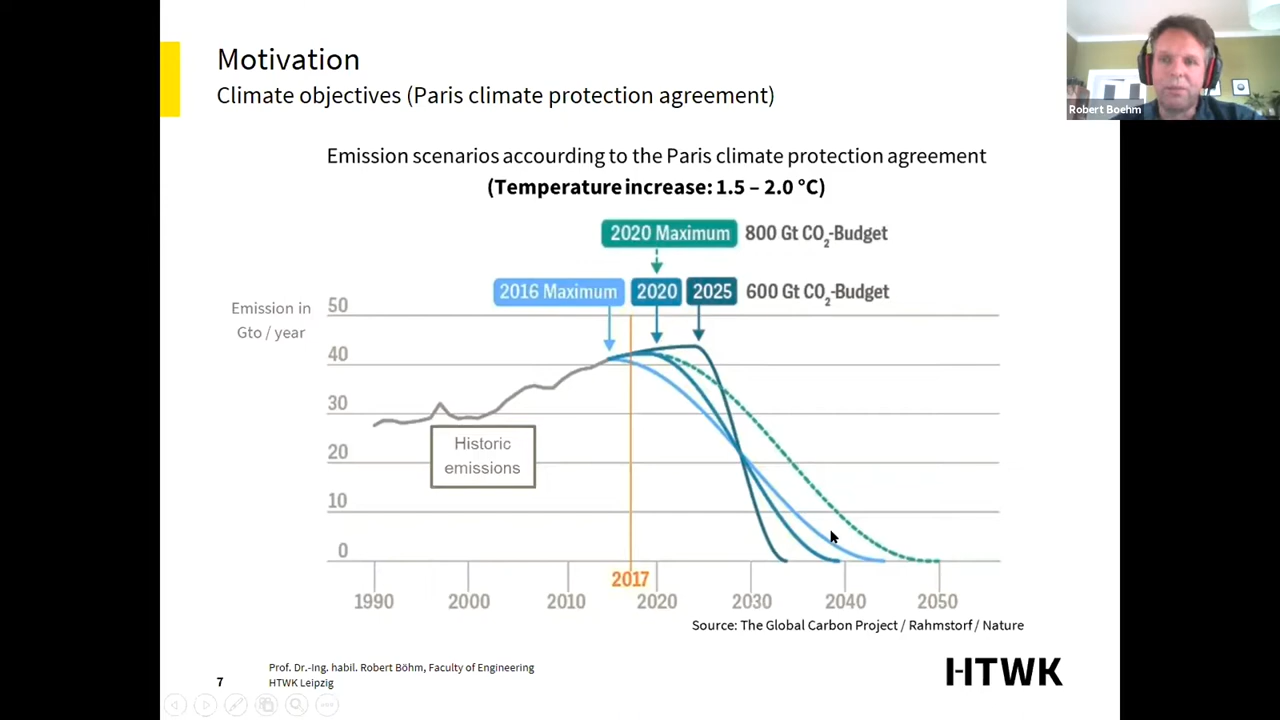 Motivation
Climate objectives (Paris climate protection agreement)
Robert Boehm
Emission scenarios accourding to the Paris climate protection agreement
(Temperature increase: 1.5 – 2.0 °C)
2020 Maximum 800 Gt CO₂-Budget
2016 Maximum 2020 2025 600 Gt CO₂-Budget
Emission in
Gto / year
50
40
30
20
10
0
Historic
emissions
2017
1990 2000 2010 2020 2030 2040 2050
Source: The Global Carbon Project / Rahmstorf / Nature
Prof. Dr.-Ing. habil. Robert Böhm, Faculty of Engineering
7 HTWK Leipzig
HTWK